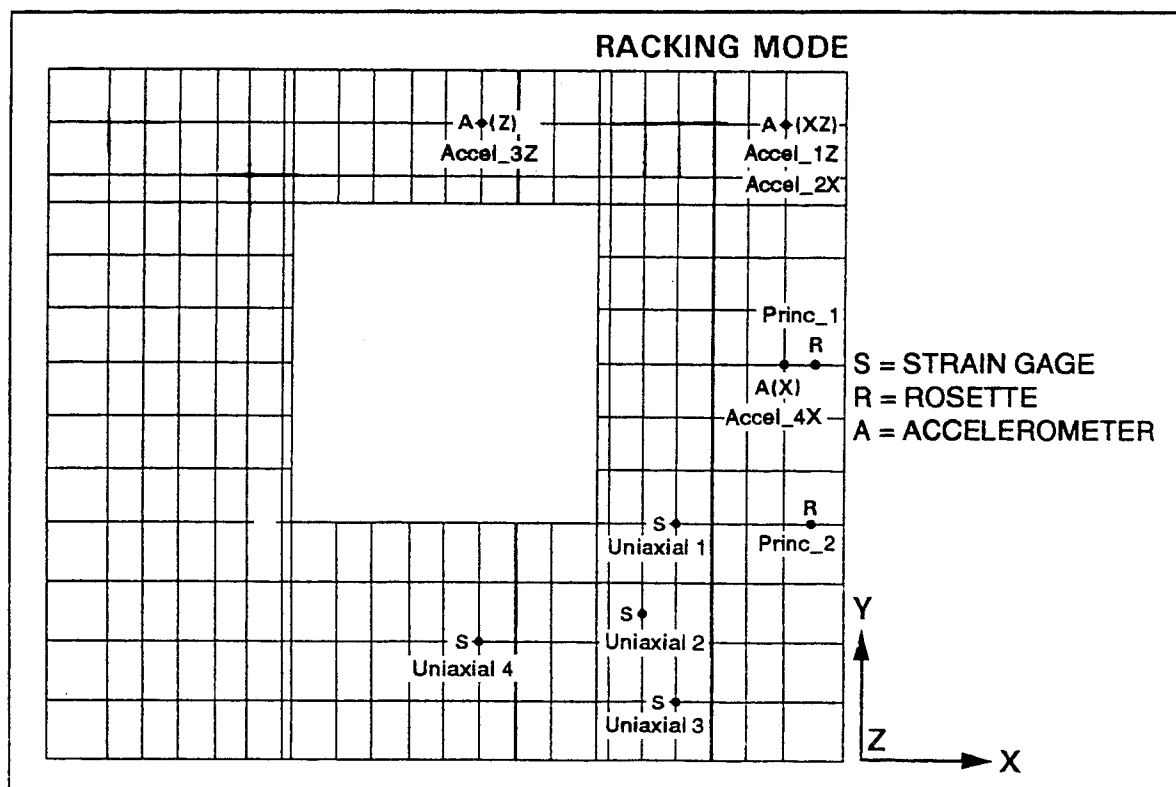 RACKING MODE
A (Z)
Accel_3Z
A (XZ)
Accel_1Z
Accel_2X
Princ_1
R
A(X)
Accel_4X
S = STRAIN GAGE
R = ROSETTE
A = ACCELEROMETER
S
Uniaxial 1
R
Princ_2
S
Uniaxial 2
S
Uniaxial 4
S
Uniaxial 3
Y
Z
X